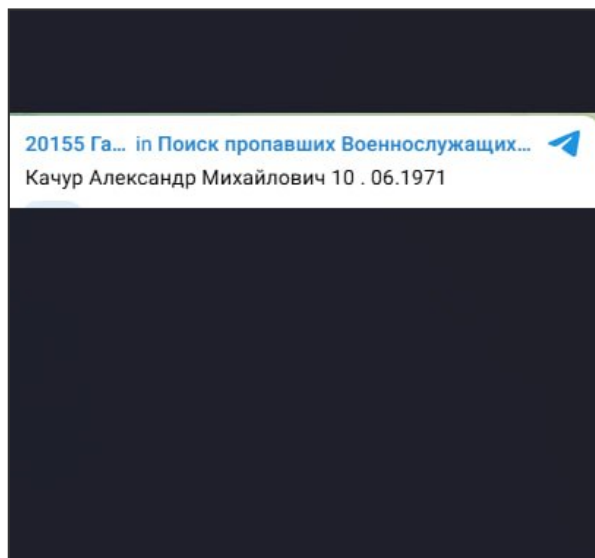 20155 Га... in Поиск пропавших Военнослужащих...
Качур Александр Михайлович 10 . 06.1971